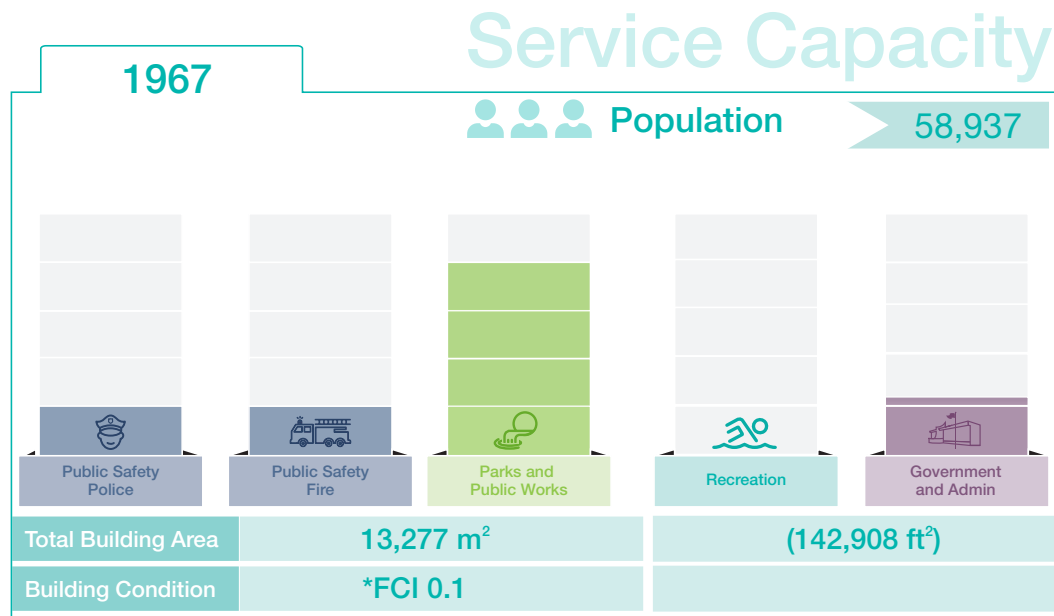 Service Capacity
1967
Population
58,937
Public Safety
Police
Public Safety
Fire
Parks and
Public Works
Recreation
Government
and Admin
Total Building Area
13,277 m²
(142,908 ft²)
Building Condition
*FCI 0.1